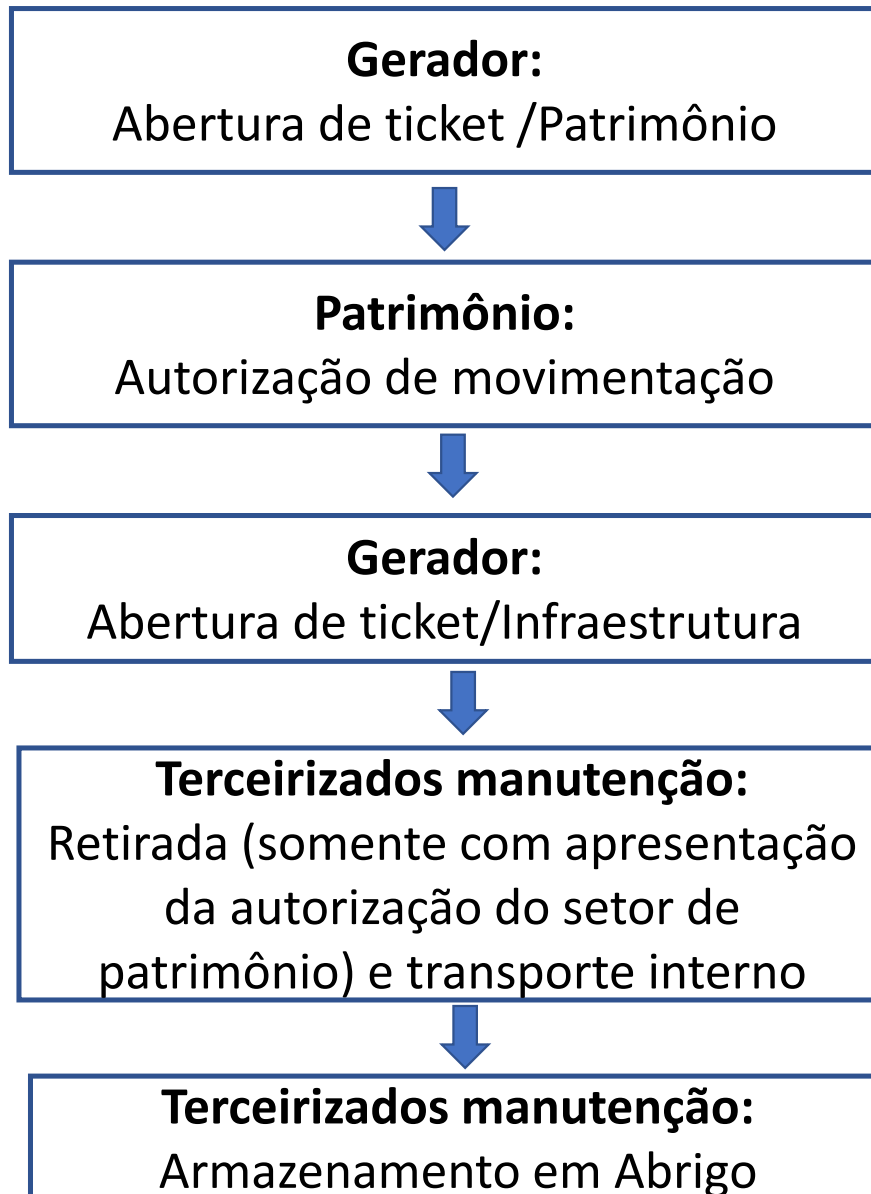 Gerador:
Abertura de ticket /Patrimônio
Patrimônio:
Autorização de movimentação
Gerador:
Abertura de ticket/Infraestrutura
Terceirizados manutenção:
Retirada (somente com apresentação
da autorização do setor de
patrimônio) e transporte interno
Terceirizados manutenção:
Armazenamento em Abrigo